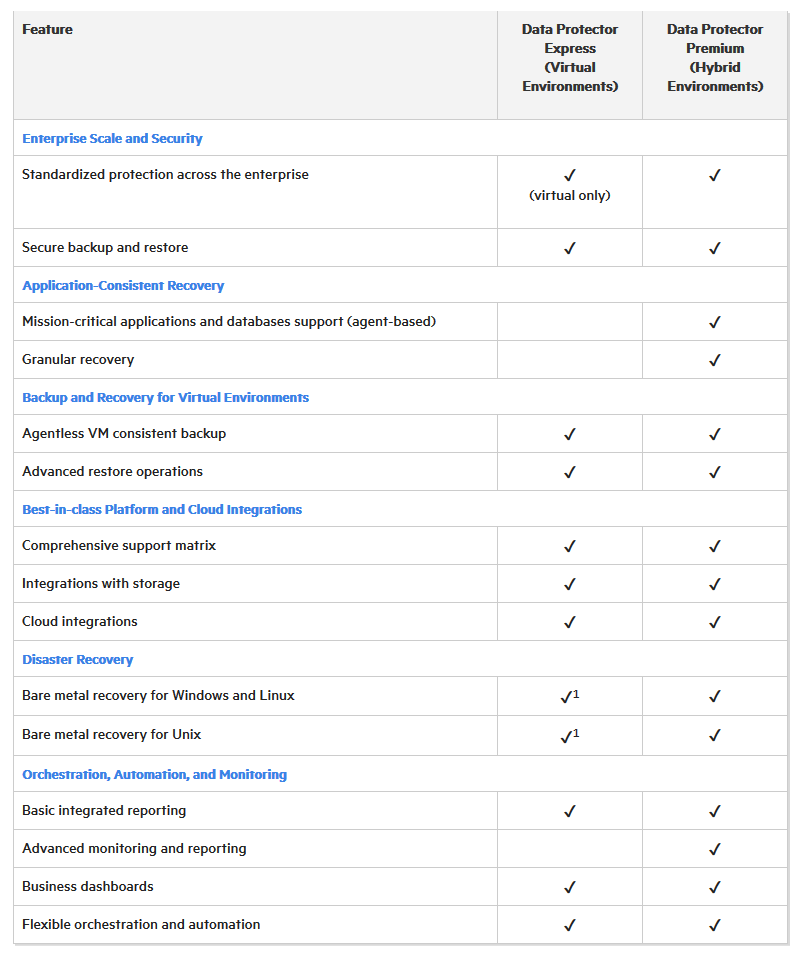 Feature
Data Protector
Express
(Virtual
Environments)
Data Protector
Premium
(Hybrid
Environments)
Enterprise Scale and Security
Standardized protection across the enterprise ✓ ✓
(virtual only)
Secure backup and restore ✓ ✓
Application-Consistent Recovery
Mission-critical applications and databases support (agent-based) ✓
Granular recovery ✓
Backup and Recovery for Virtual Environments
Agentless VM consistent backup ✓ ✓
Advanced restore operations ✓ ✓
Best-in-class Platform and Cloud Integrations
Comprehensive support matrix ✓ ✓
Integrations with storage ✓ ✓
Cloud integrations ✓ ✓
Disaster Recovery
Bare metal recovery for Windows and Linux ✓¹ ✓
Bare metal recovery for Unix ✓¹ ✓
Orchestration, Automation, and Monitoring
Basic integrated reporting ✓ ✓
Advanced monitoring and reporting ✓
Business dashboards ✓ ✓
Flexible orchestration and automation ✓ ✓